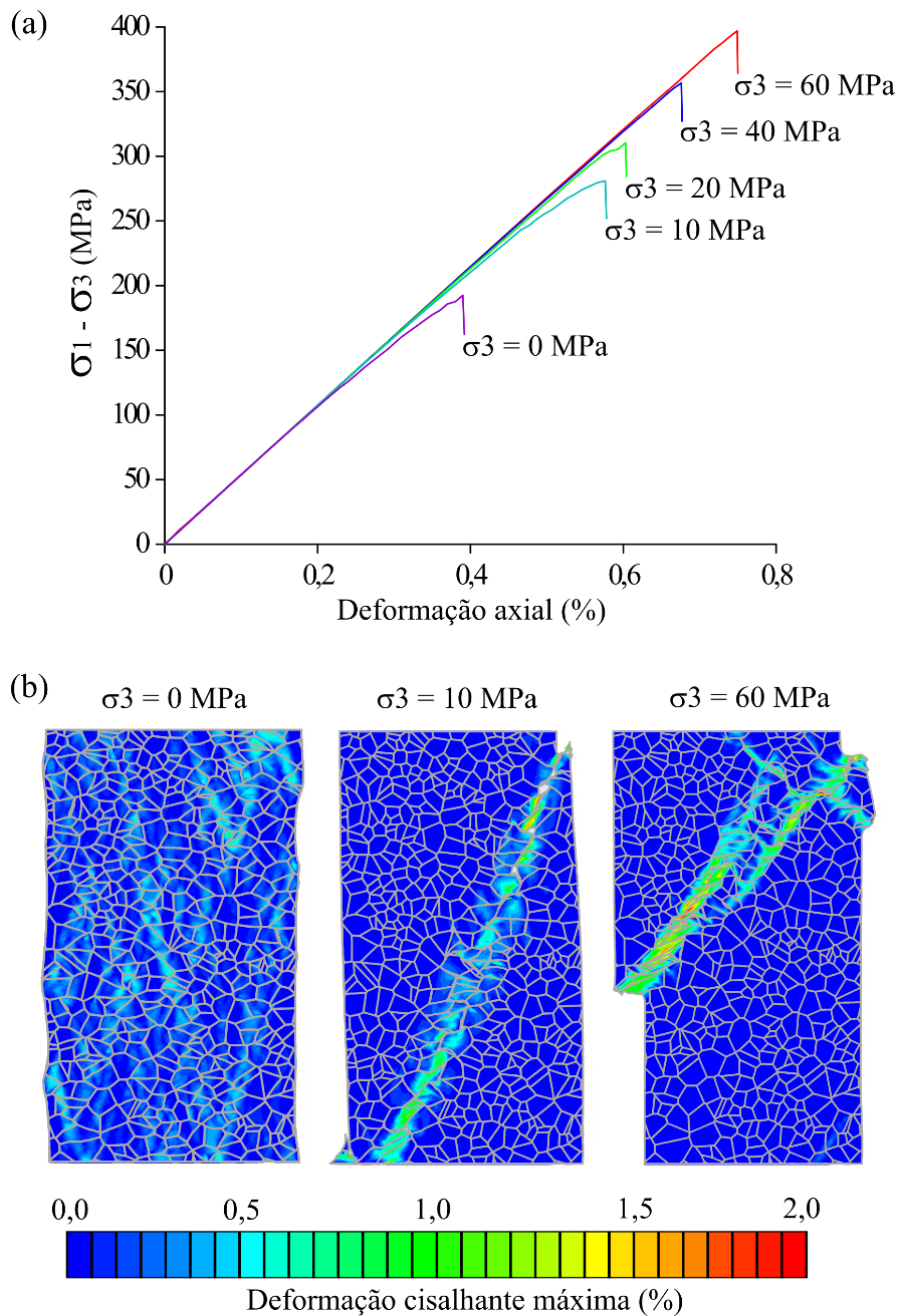 (a)
400
350
300
250
200
150
100
50
0
σ1 - σ3 (MPa)
σ3 = 60 MPa
σ3 = 40 MPa
σ3 = 20 MPa
σ3 = 10 MPa
σ3 = 0 MPa
0 0,2 0,4 0,6 0,8
Deformação axial (%)
(b)
σ3 = 0 MPa σ3 = 10 MPa σ3 = 60 MPa
0,0 0,5 1,0 1,5 2,0
Deformação cisalhante máxima (%)